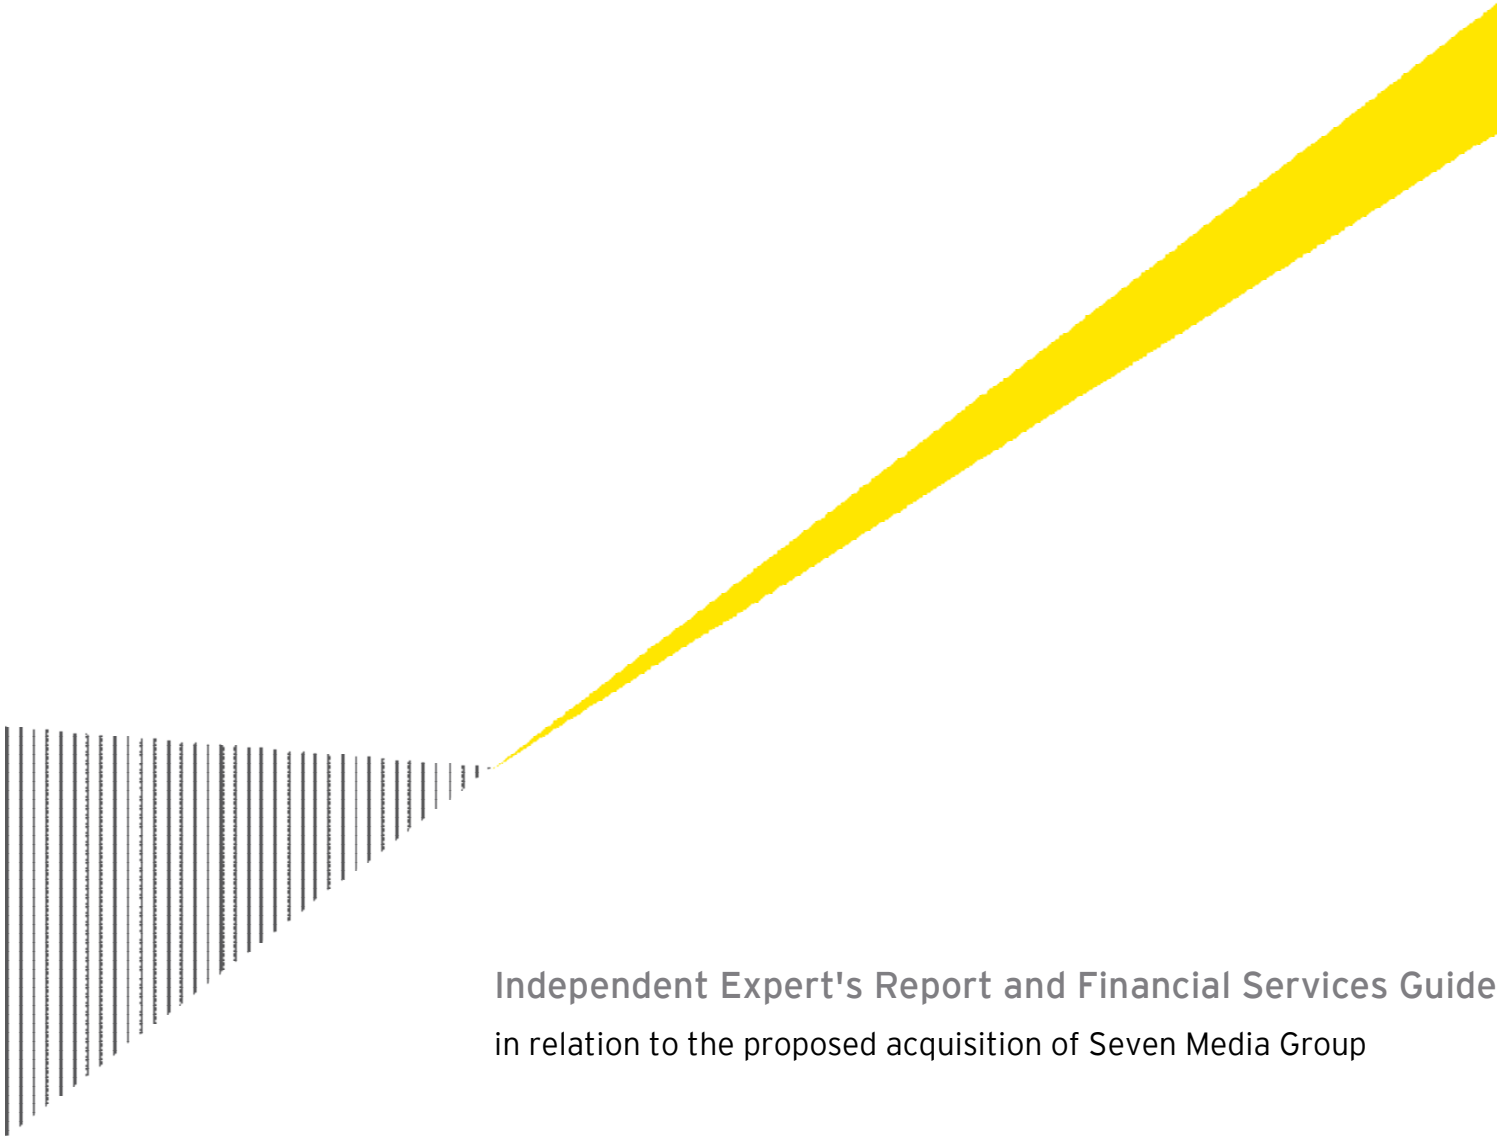 Independent Expert's Report and Financial Services Guide
in relation to the proposed acquisition of Seven Media Group